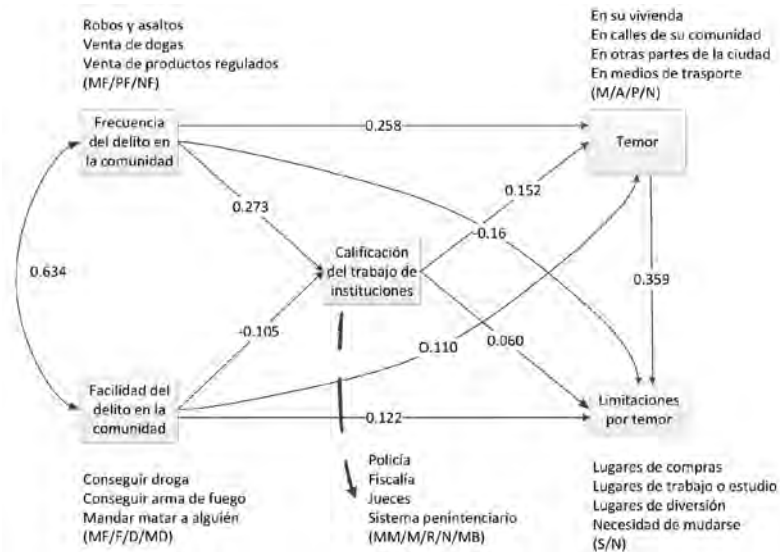 Robos y asaltos
Venta de dogas
Venta de productos regulados
(MF/PF/NF)
En su vivienda
En calles de su comunidad
En otras partes de la ciudad
En medios de trasporte
(M/A/P/N)
Frecuencia
del delito en
la comunidad
0.258
Temor
0.273
0.152
-0.16
Calificación
del trabajo de
instituciones
0.634
0.359
-0.105
0.110
0.060
Facilidad del
delito en la
comunidad
0.122
Limitaciones
por temor
Conseguir droga
Conseguir arma de fuego
Mandar matar a alguién
(MF/F/D/MD)
Policía
Fiscalía
Jueces
Sistema penintenciario
(MM/M/R/N/MB)
Lugares de compras
Lugares de trabajo o estudio
Lugares de diversión
Necesidad de mudarse
(S/N)